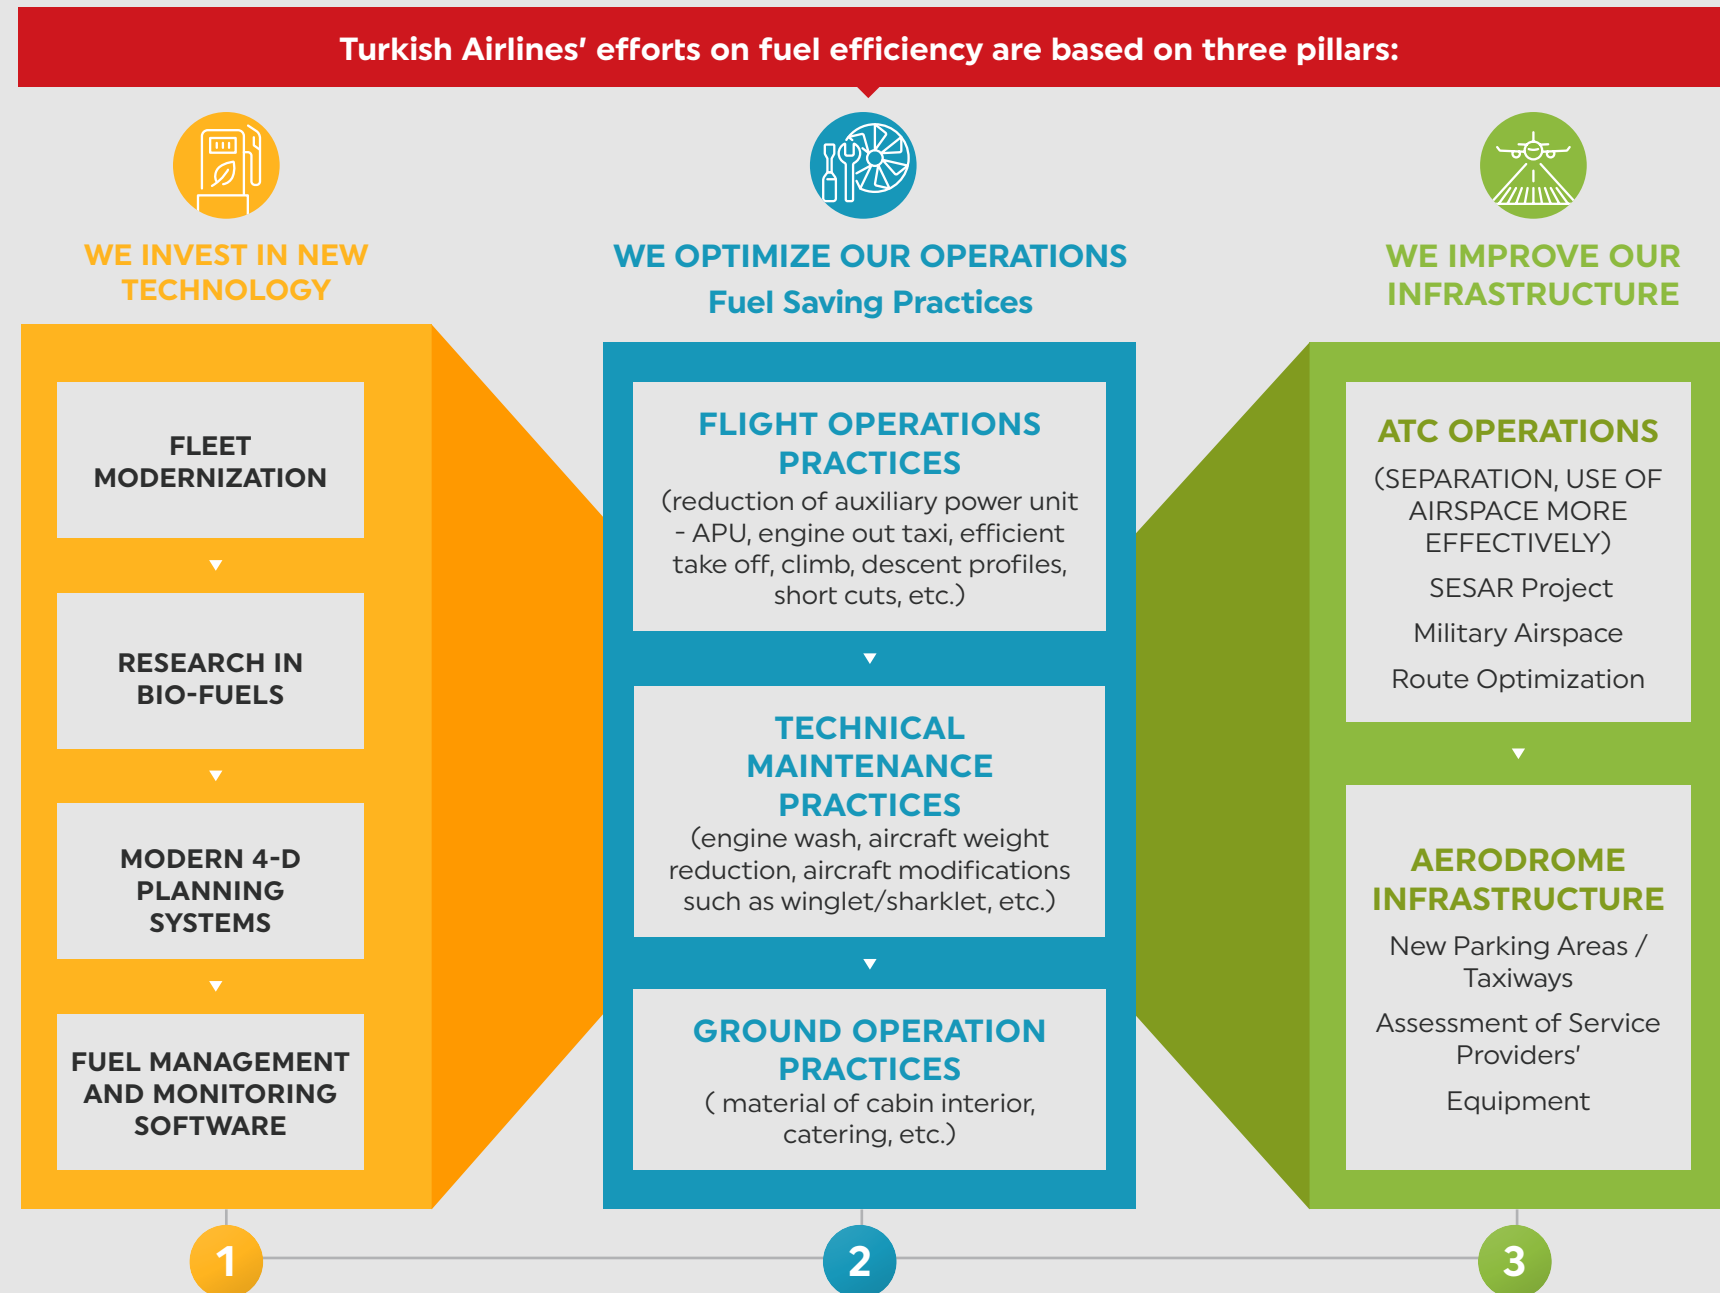 Turkish Airlines' efforts on fuel efficiency are based on three pillars:
WE INVEST IN NEW
TECHNOLOGY
FLEET
MODERNIZATION
RESEARCH IN
BIO-FUELS
MODERN 4-D
PLANNING
SYSTEMS
FUEL MANAGEMENT
AND MONITORING
SOFTWARE
1
WE OPTIMIZE OUR OPERATIONS
Fuel Saving Practices
FLIGHT OPERATIONS
PRACTICES
(reduction of auxiliary power unit
- APU, engine out taxi, efficient
take off, climb, descent profiles,
short cuts, etc.)
TECHNICAL
MAINTENANCE
PRACTICES
(engine wash, aircraft weight
reduction, aircraft modifications
such as winglet/sharklet, etc.)
GROUND OPERATION
PRACTICES
( material of cabin interior,
catering, etc.)
2
WE IMPROVE OUR
INFRASTRUCTURE
ATC OPERATIONS
(SEPARATION, USE OF
AIRSPACE MORE
EFFECTIVELY)
SESAR Project
Military Airspace
Route Optimization
AERODROME
INFRASTRUCTURE
New Parking Areas /
Taxiways
Assessment of Service
Providers'
Equipment
3